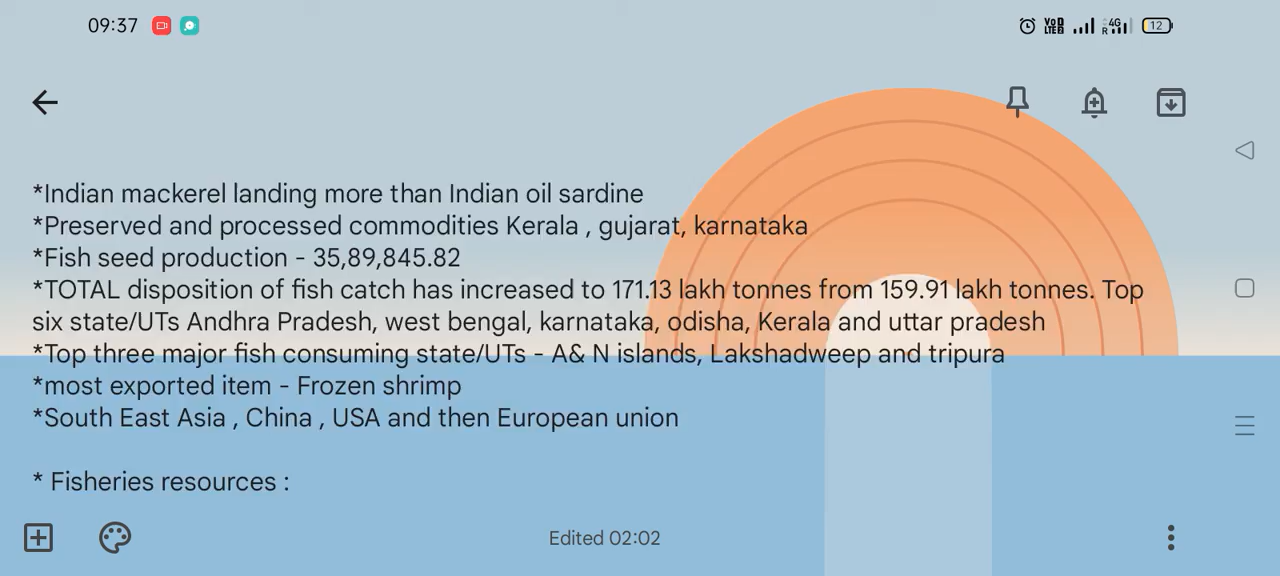 09:37
VoD LTE2 4G R 12
*Indian mackerel landing more than Indian oil sardine
*Preserved and processed commodities Kerala , gujarat, karnataka
*Fish seed production - 35,89,845.82
*TOTAL disposition of fish catch has increased to 171.13 lakh tonnes from 159.91 lakh tonnes. Top
six state/UTs Andhra Pradesh, west bengal, karnataka, odisha, Kerala and uttar pradesh
*Top three major fish consuming state/UTs - A& N islands, Lakshadweep and tripura
*most exported item - Frozen shrimp
*South East Asia , China , USA and then European union
* Fisheries resources :
Edited 02:02